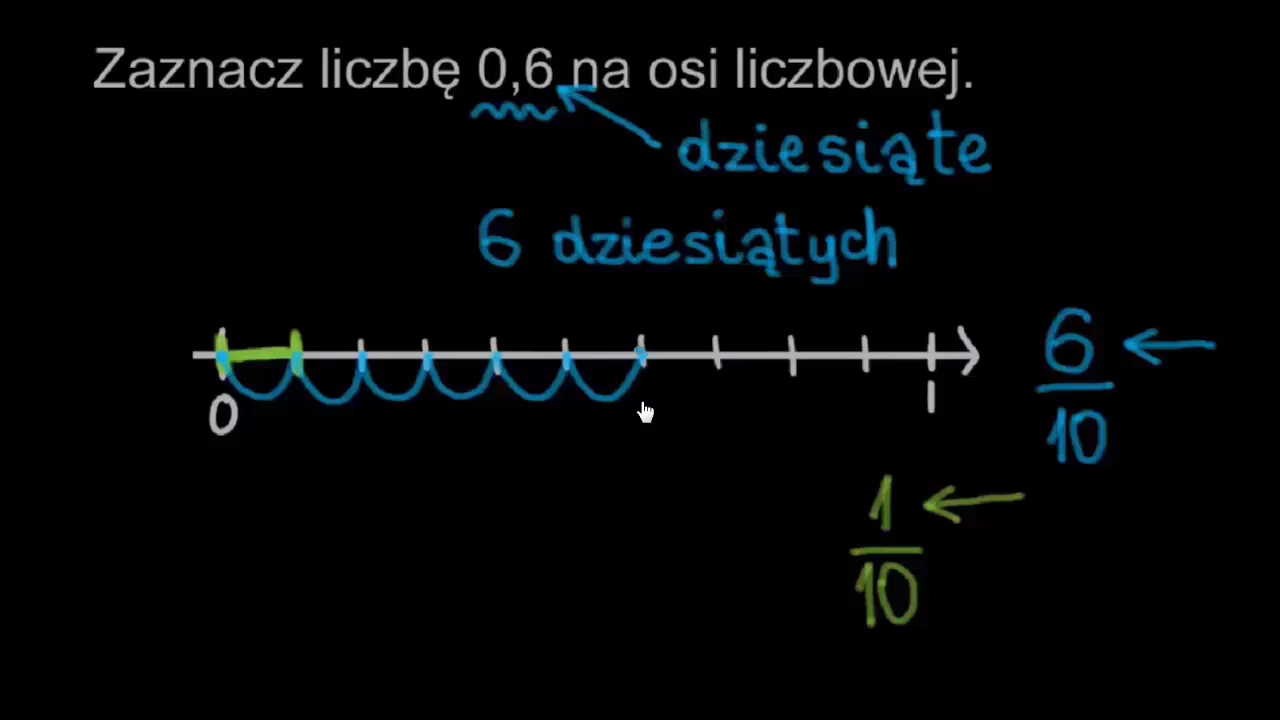 Zaznacz liczbę 0,6 na osi liczbowej.
dziesiąte
6 dziesiątych
0
1
6
10
1
10